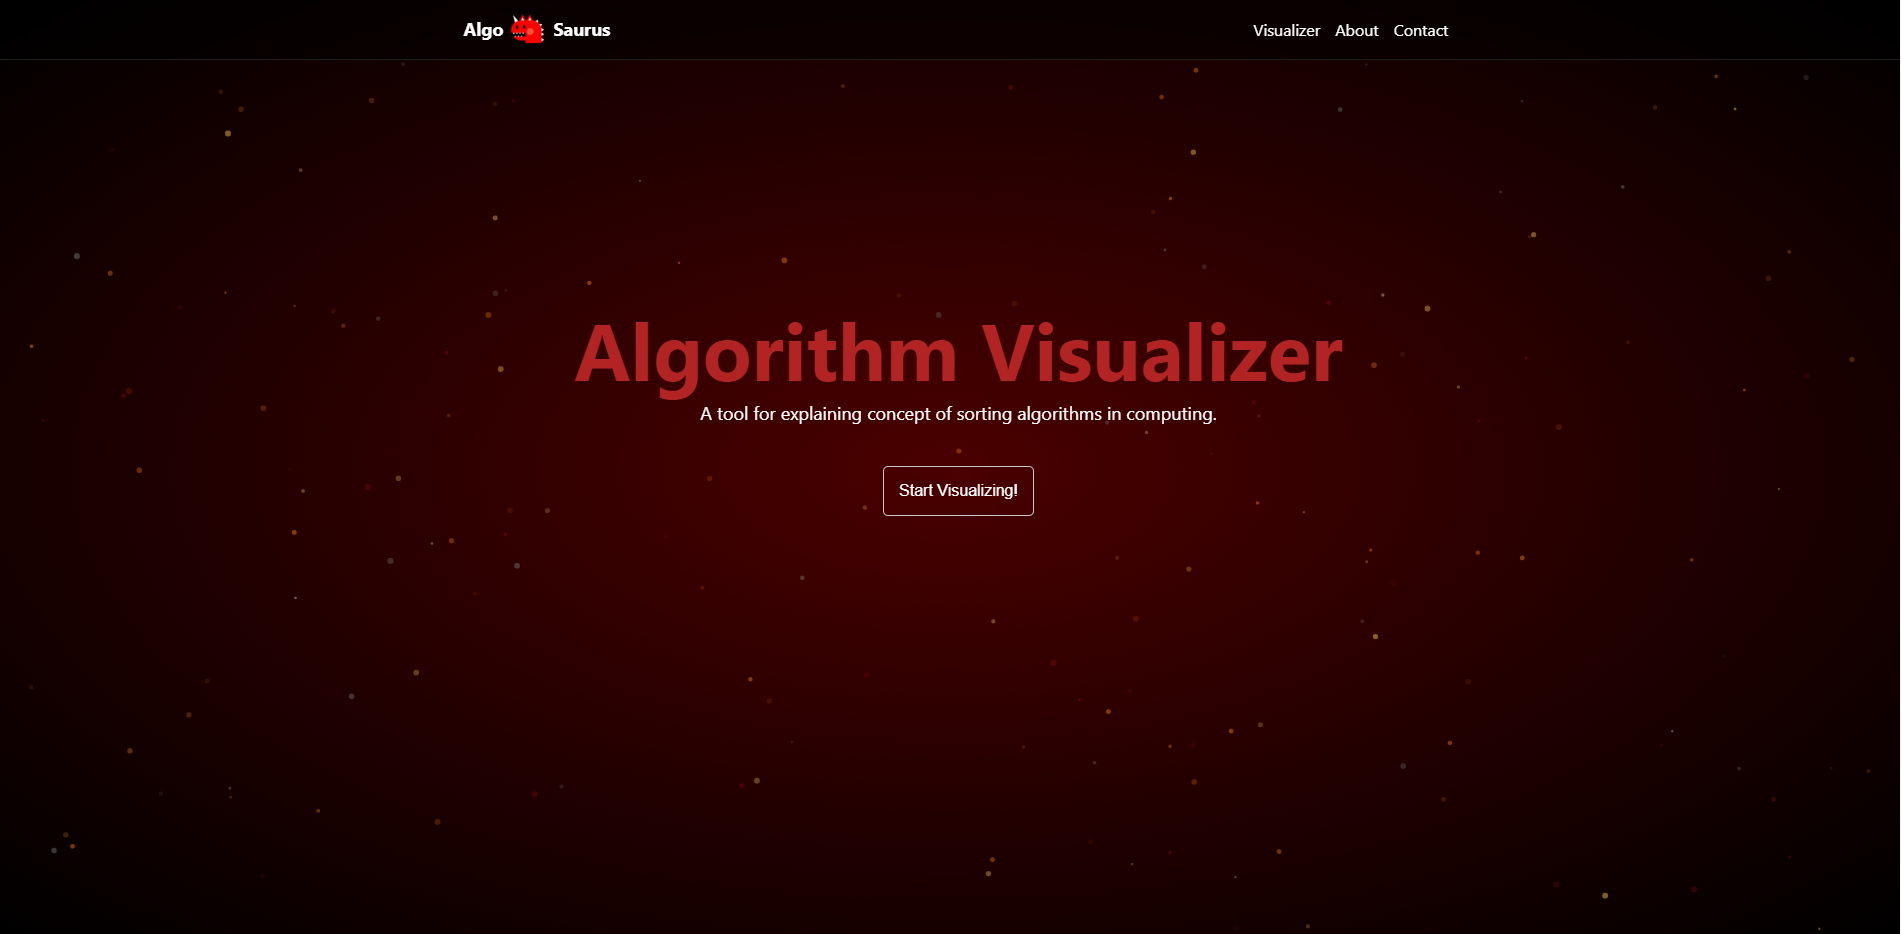 Algo Saurus
Visualizer About Contact
Algorithm Visualizer
A tool for explaining concept of sorting algorithms in computing.
Start Visualizing!